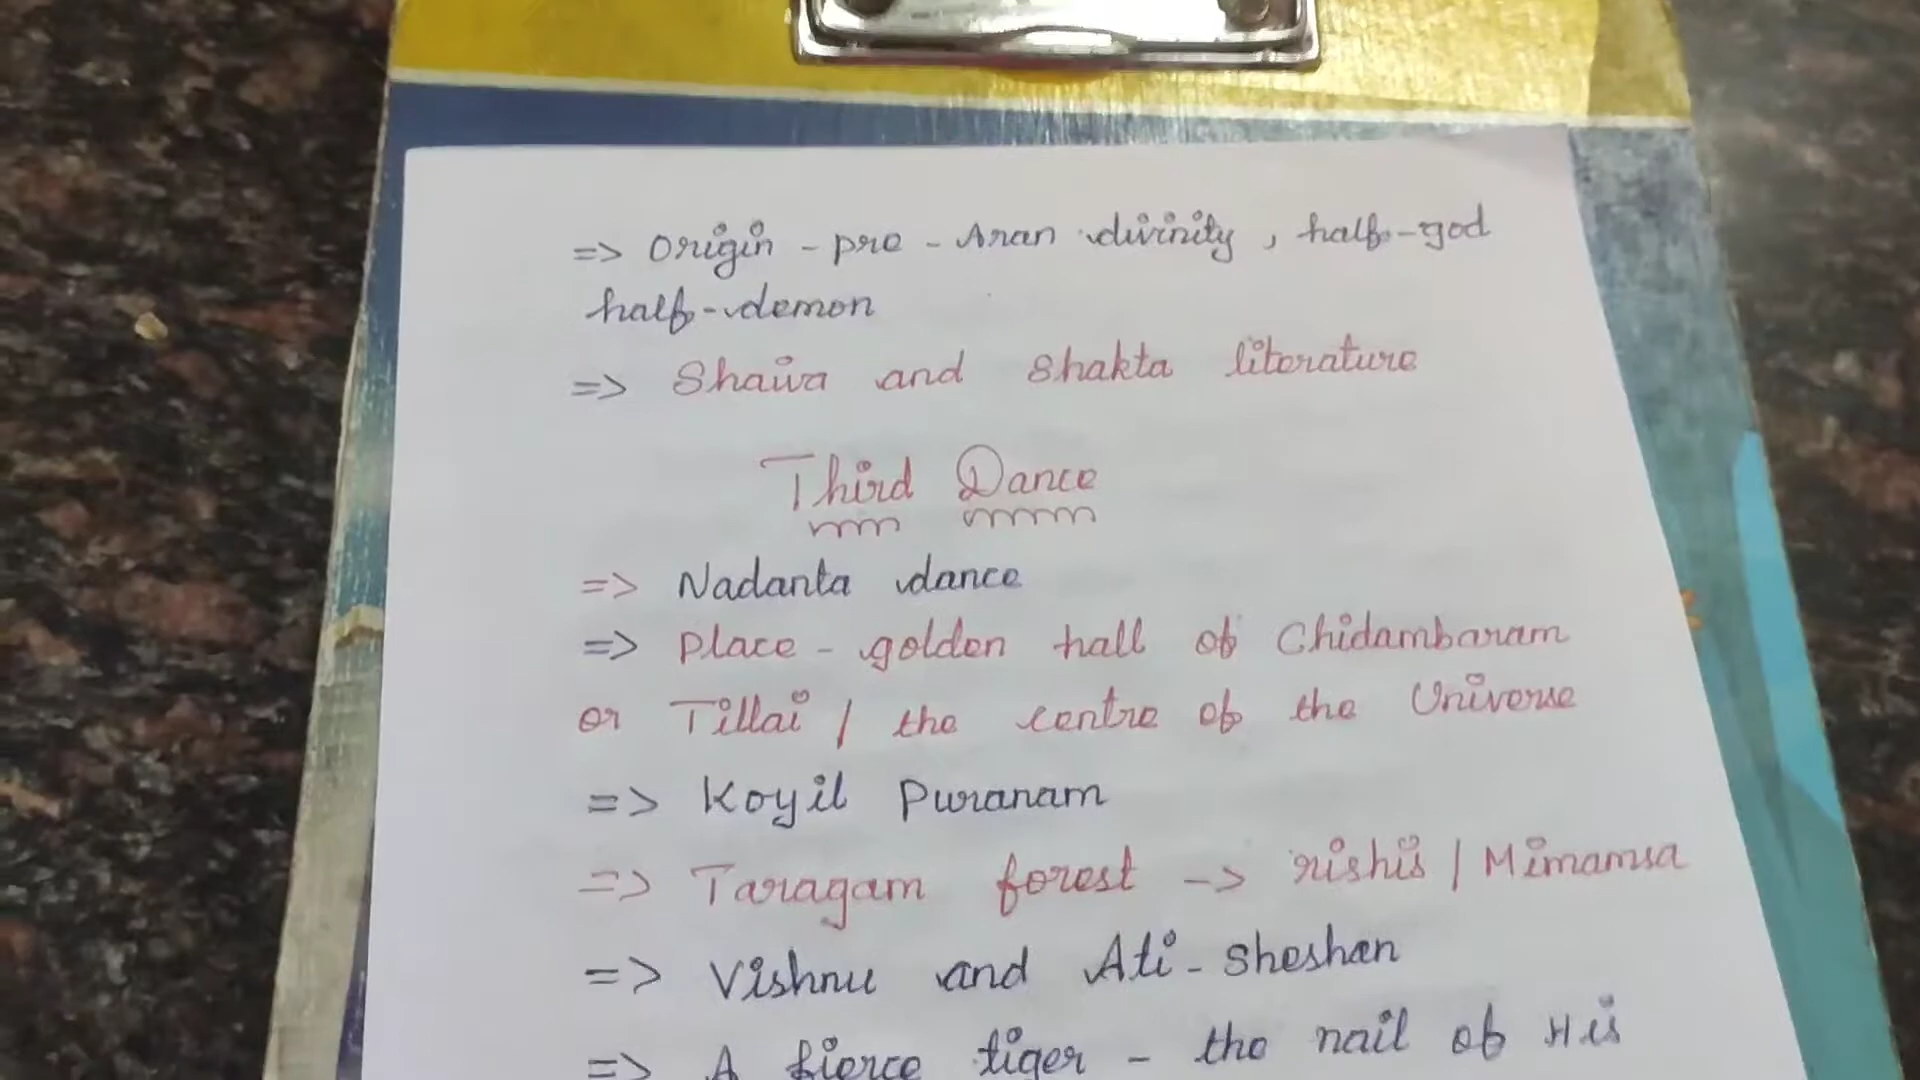 => Origin - pre - Aran divinity, half-god
half-demon
=> Shaiva and Shakta literature
Third Dance
=> Nadanta dance
=> Place - golden hall of Chidambaram
or Tillai / the centre of the Universe
=> Koyil Puranam
=> Taragam forest -> rishis / Mimamsa
=> Vishnu and Ati - Sheshan
=> A fierce tiger - the nail of His